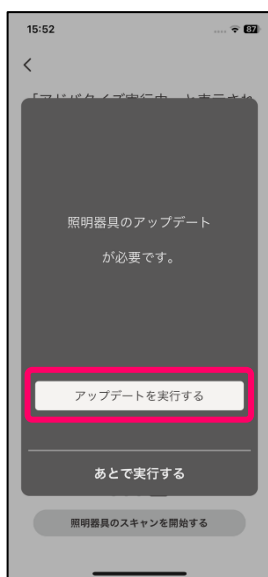 15:52
87
「アドバタイズ実行中」と表示され
照明器具のアップデート
が必要です。
アップデートを実行する
あとで実行する
照明器具のスキャンを開始する